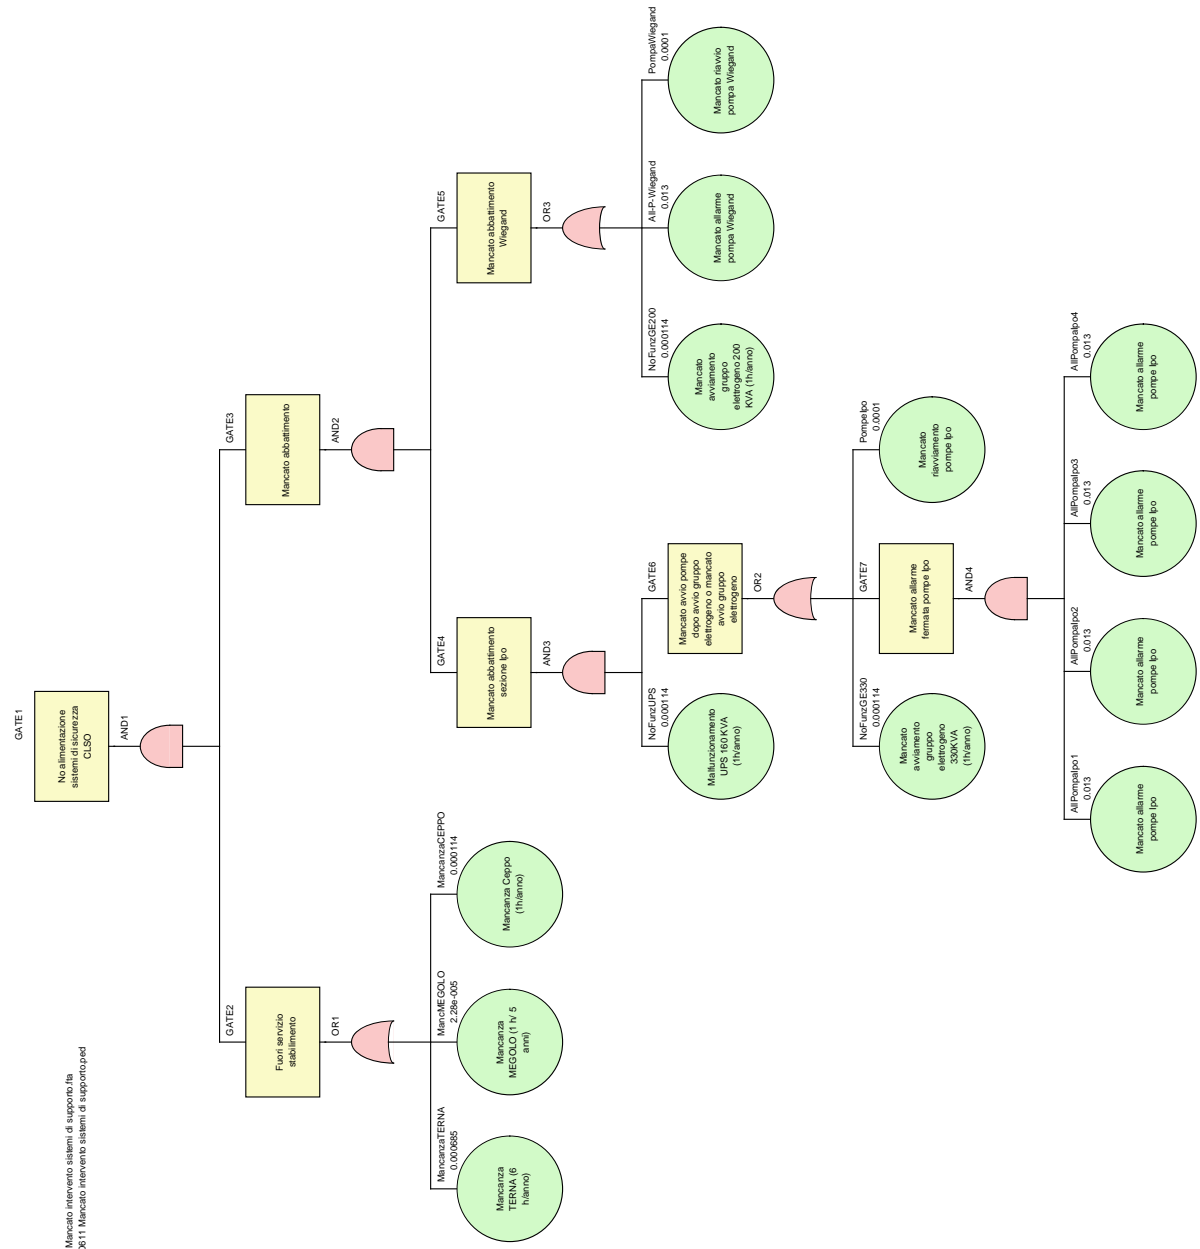 Mancato intervento sistemi di supporto.fta
0611 Mancato intervento sistemi di supporto.ped
GATE1
No alimentazione
sistemi di sicurezza
CLSO
AND1
GATE2
Fuori servizio
stabilimento
OR1
MancanzaTERNA
0.000685
Mancanza
TERNA (6
h/anno)
MancMEGOLO
2.28e-005
Mancanza
MEGOLO (1 h/ 5
anni)
MancanzaCEPPO
0.000114
Mancanza Ceppo
(1h/anno)
GATE3
Mancato abbattimento
AND2
GATE4
Mancato abbattimento
sezione Ipo
AND3
NoFunzUPS
0.000114
Malfunzionamento
UPS 160 KVA
(1h/anno)
GATE6
Mancato avvio pompe
dopo avvio gruppo
elettrogeno o mancato
avvio gruppo
elettrogeno
OR2
NoFunzGE330
0.000114
Mancato
avviamento
gruppo
elettrogeno
330KVA
(1h/anno)
GATE7
Mancato allarme
fermata pompe Ipo
AND4
AllPompaIpo1
0.013
Mancato allarme
pompe Ipo
AllPompaIpo2
0.013
Mancato allarme
pompe Ipo
AllPompaIpo3
0.013
Mancato allarme
pompe Ipo
AllPompaIpo4
0.013
Mancato allarme
pompe Ipo
PompeIpo
0.0001
Mancato
riavviamento
pompe Ipo
GATE5
Mancato abbattimento
Wiegand
OR3
NoFunzGE200
0.000114
Mancato
avviamento
gruppo
elettrogeno 200
KVA (1h/anno)
All-P-Wiegand
0.013
Mancato allarme
pompa Wiegand
PompaWiegand
0.0001
Mancato riavvio
pompa Wiegand